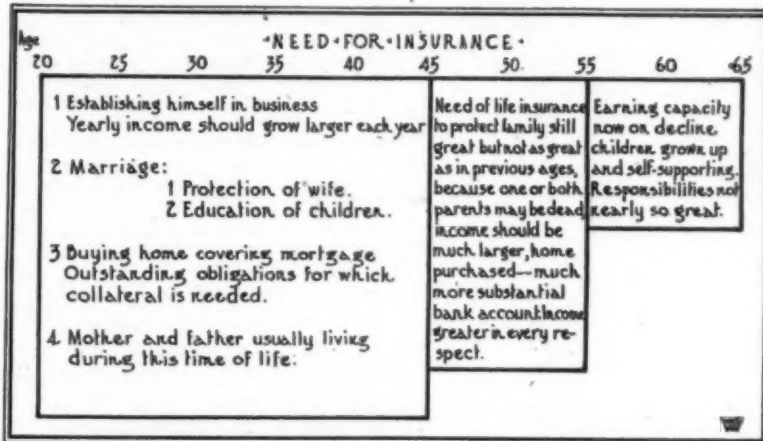 Age
·NEED·FOR·INSURANCE·
20 25 30 35 40 45 50 55 60 65
1 Establishing himself in business
Yearly income should grow larger each year
2 Marriage:
1 Protection of wife.
2 Education of children.
3 Buying home covering mortgage
Outstanding obligations for which
collateral is needed.
4 Mother and father usually living
during this time of life.
Need of life insurance
to protect family still
great but not as great
as in previous ages,
because one or both
parents may be dead,
income should be
much larger, home
purchased—much
more substantial
bank account. Income
greater in every re-
spect.
Earning capacity
now on decline
children grown up
and self-supporting.
Responsibilities not
nearly so great.